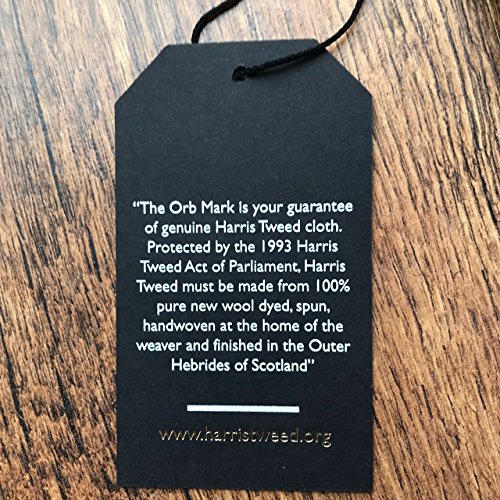 “The Orb Mark is your guarantee
of genuine Harris Tweed cloth.
Protected by the 1993 Harris
Tweed Act of Parliament, Harris
Tweed must be made from 100%
pure new wool dyed, spun,
handwoven at the home of the
weaver and finished in the Outer
Hebrides of Scotland”
www.harristweed.org